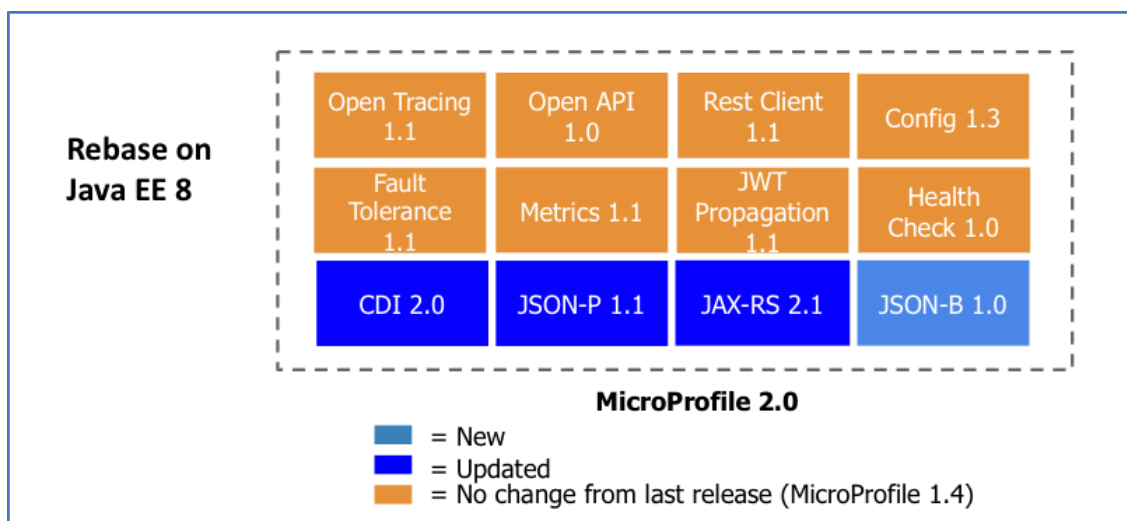 Rebase on
Java EE 8
Open Tracing
1.1
Open API
1.0
Rest Client
1.1
Config 1.3
Fault
Tolerance
1.1
Metrics 1.1
JWT
Propagation
1.1
Health
Check 1.0
CDI 2.0
JSON-P 1.1
JAX-RS 2.1
JSON-B 1.0
MicroProfile 2.0
= New
= Updated
= No change from last release (MicroProfile 1.4)